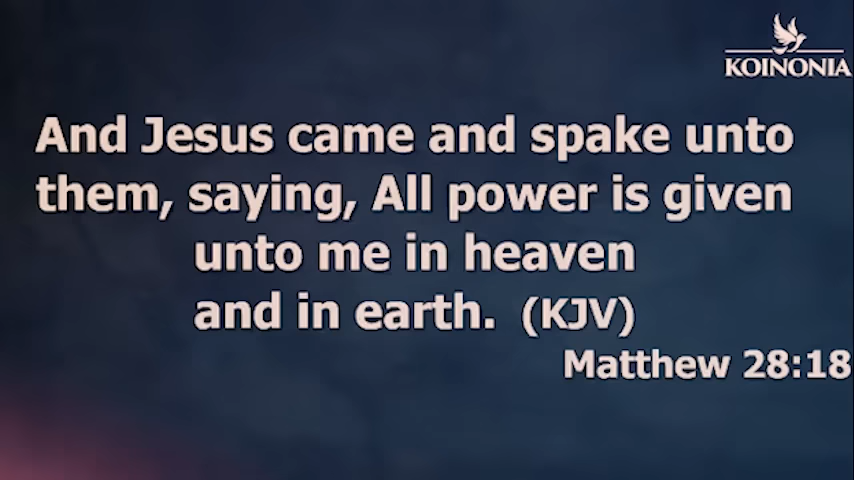 KOINONIA
And Jesus came and spake unto
them, saying, All power is given
unto me in heaven
and in earth. (KJV)
Matthew 28:18